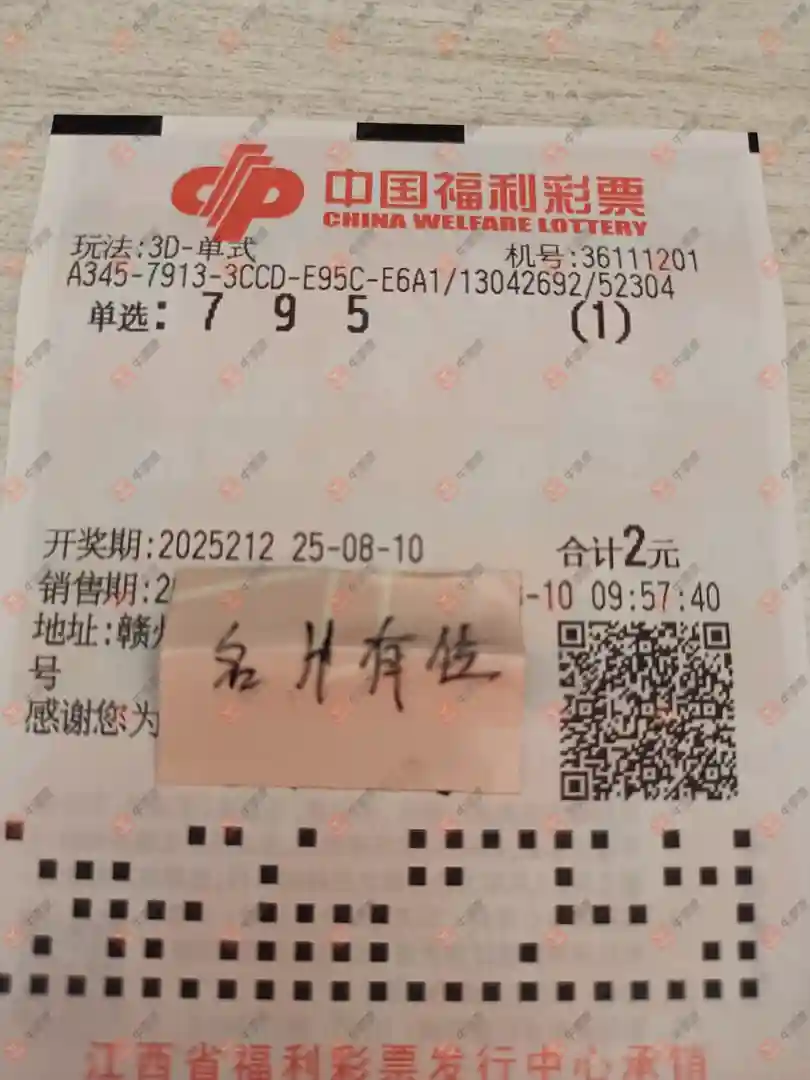 中国福利彩票
CHINA WELFARE LOTTERY
玩法:3D-单式 机号:36111201
A345-7913-3CCD-E95C-E6A1/13042692/52304
单选: 7 9 5 (1)
开奖期:2025212 25-08-10 合计2元
销售期:2 -10 09:57:40
地址:赣
号
感谢您为
名片有位
江西省福利彩票发行中心承销